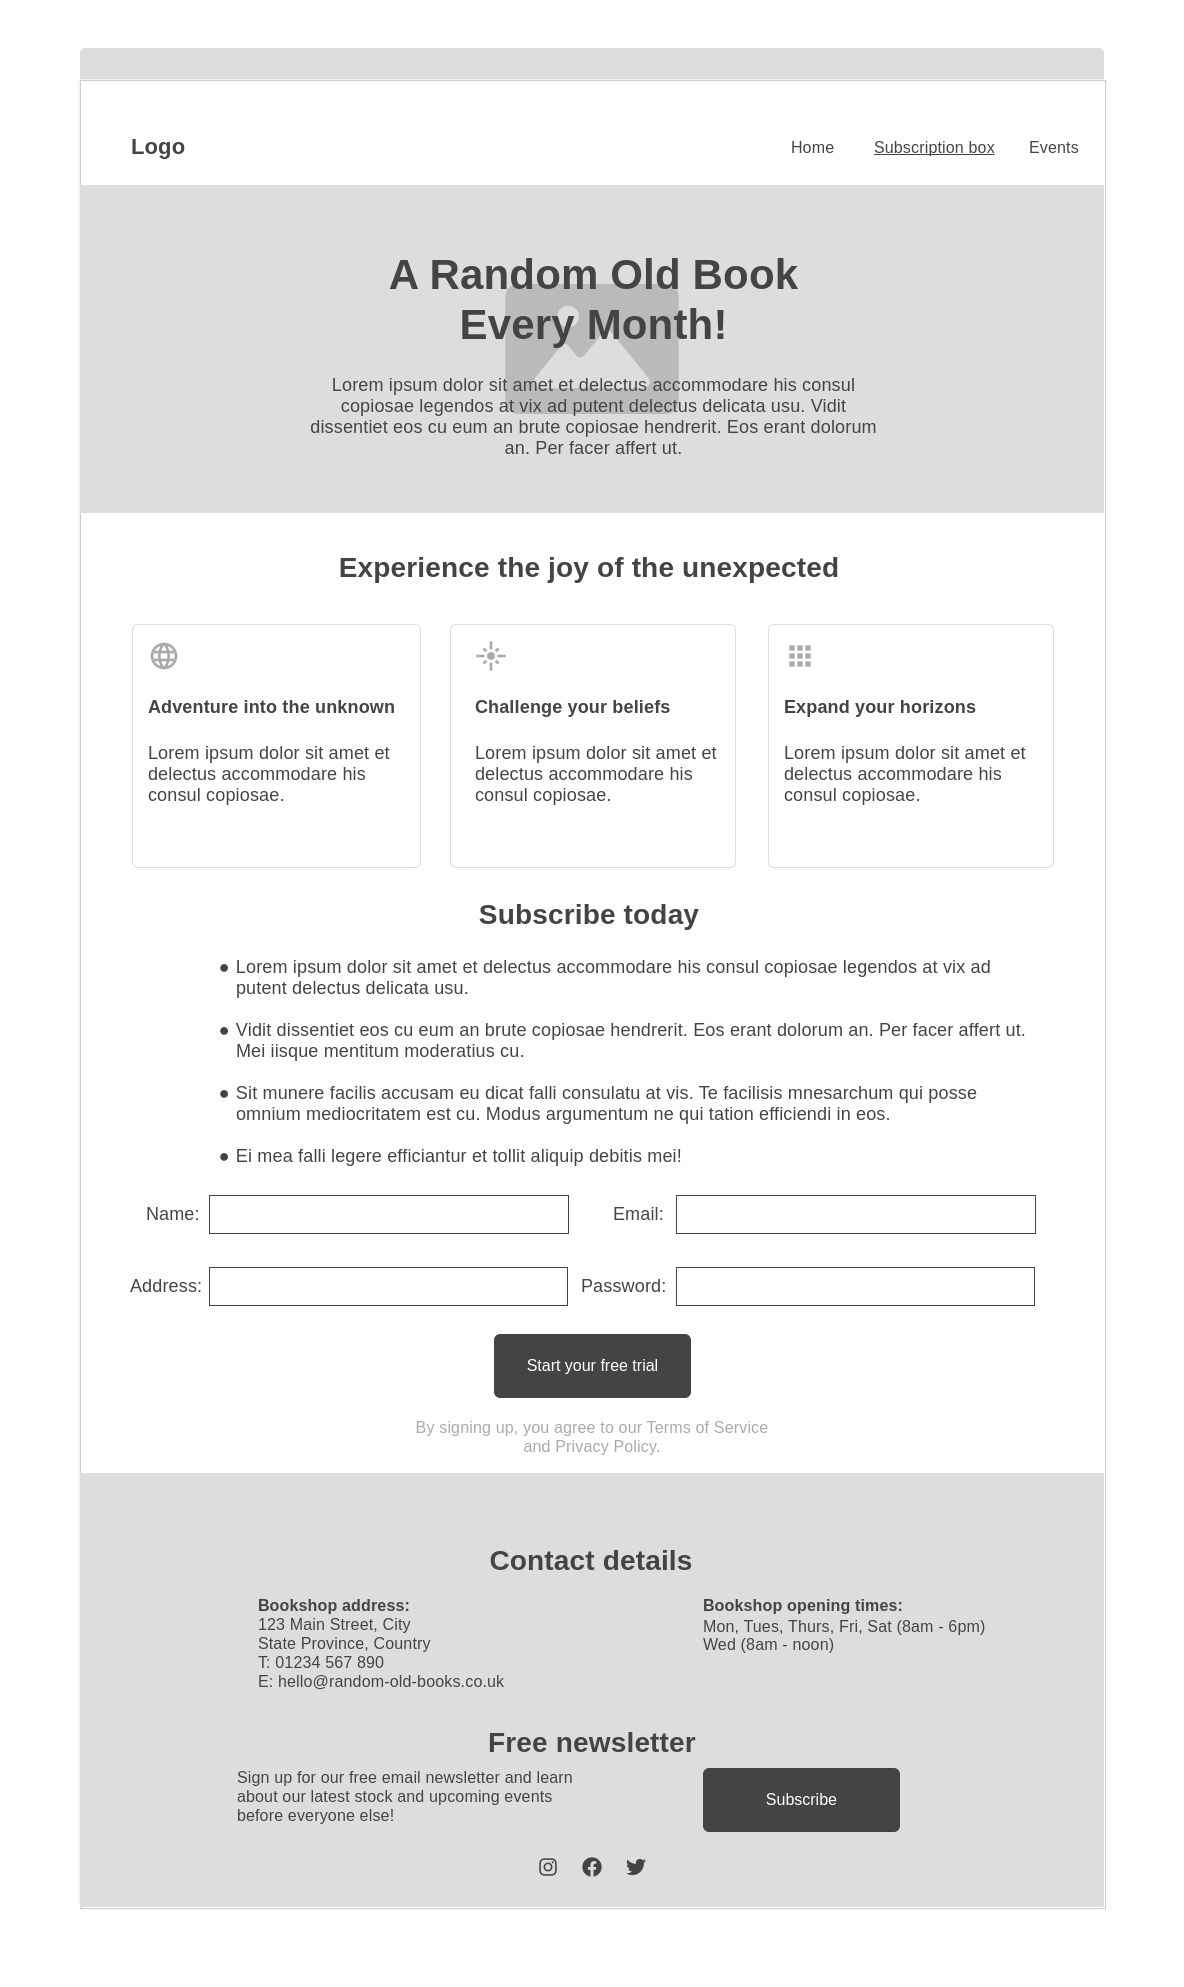 Logo
Home Subscription box Events
A Random Old Book
Every Month!
Lorem ipsum dolor sit amet et delectus accommodare his consul
copiosae legendos at vix ad putent delectus delicata usu. Vidit
dissentiet eos cu eum an brute copiosae hendrerit. Eos erant dolorum
an. Per facer affert ut.
Experience the joy of the unexpected
Adventure into the unknown
Lorem ipsum dolor sit amet et
delectus accommodare his
consul copiosae.
Challenge your beliefs
Lorem ipsum dolor sit amet et
delectus accommodare his
consul copiosae.
Expand your horizons
Lorem ipsum dolor sit amet et
delectus accommodare his
consul copiosae.
Subscribe today
● Lorem ipsum dolor sit amet et delectus accommodare his consul copiosae legendos at vix ad
putent delectus delicata usu.
● Vidit dissentiet eos cu eum an brute copiosae hendrerit. Eos erant dolorum an. Per facer affert ut.
Mei iisque mentitum moderatius cu.
● Sit munere facilis accusam eu dicat falli consulatu at vis. Te facilisis mnesarchum qui posse
omnium mediocritatem est cu. Modus argumentum ne qui tation efficiendi in eos.
● Ei mea falli legere efficiantur et tollit aliquip debitis mei!
Name: Email:
Address: Password:
Start your free trial
By signing up, you agree to our Terms of Service
and Privacy Policy.
Contact details
Bookshop address:
123 Main Street, City
State Province, Country
T: 01234 567 890
E: hello@random-old-books.co.uk
Bookshop opening times:
Mon, Tues, Thurs, Fri, Sat (8am - 6pm)
Wed (8am - noon)
Free newsletter
Sign up for our free email newsletter and learn
about our latest stock and upcoming events
before everyone else!
Subscribe